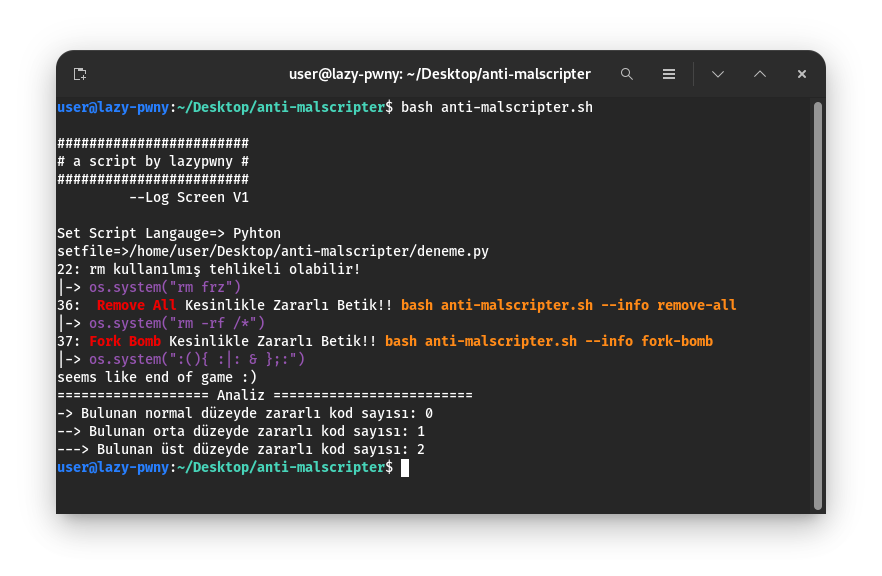 user@lazy-pwny: ~/Desktop/anti-malscripter
user@lazy-pwny:~/Desktop/anti-malscripter$ bash anti-malscripter.sh
########################
# a script by lazypwny #
########################
--Log Screen V1
Set Script Langauge=> Pyhton
setfile=>/home/user/Desktop/anti-malscripter/deneme.py
22: rm kullanılmış tehlikeli olabilir!
|-> os.system("rm frz")
36:  Remove All Kesinlikle Zararlı Betik!! bash anti-malscripter.sh --info remove-all
|-> os.system("rm -rf /*")
37: Fork Bomb Kesinlikle Zararlı Betik!! bash anti-malscripter.sh --info fork-bomb
|-> os.system(":(){ :|: & };:")
seems like end of game :)
=================== Analiz =========================
-> Bulunan normal düzeyde zararlı kod sayısı: 0
--> Bulunan orta düzeyde zararlı kod sayısı: 1
---> Bulunan üst düzeyde zararlı kod sayısı: 2
user@lazy-pwny:~/Desktop/anti-malscripter$